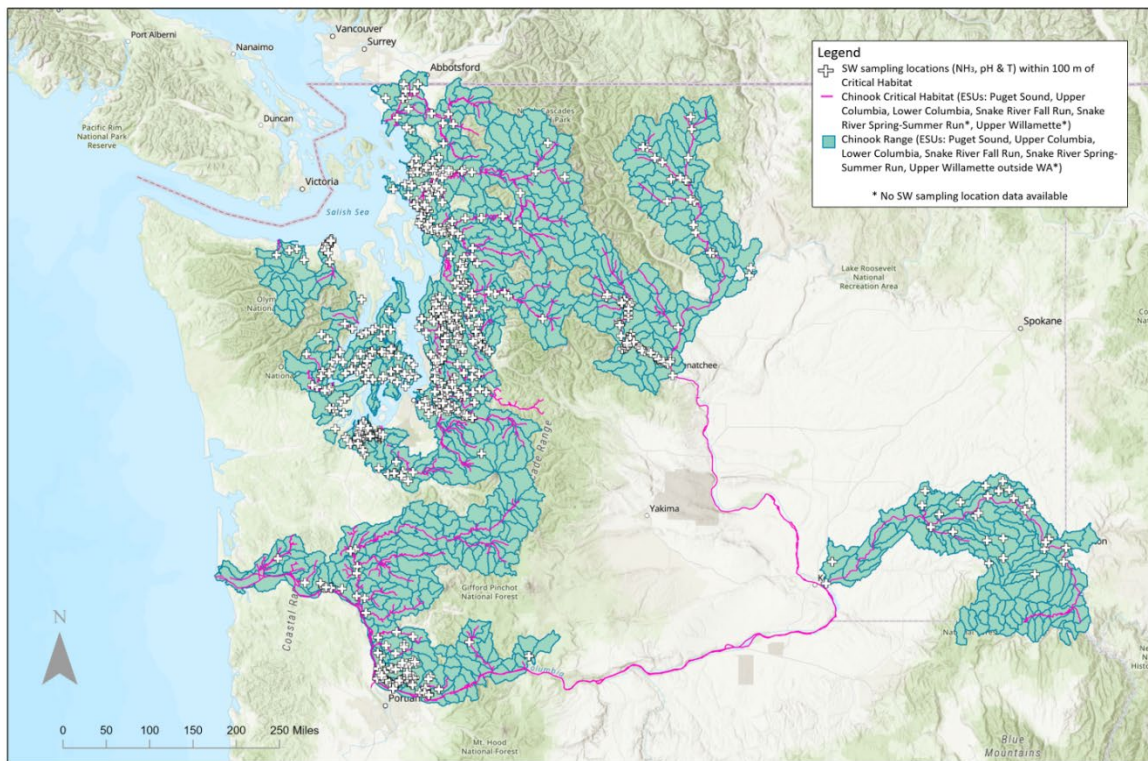 Port Alberni
Nanaimo
Vancouver
Surrey
Abbotsford
Duncan
Pacific Rim
National Park
Reserve
Victoria
Salish Sea
Legend
SW sampling locations (NH₃, pH & T) within 100 m of
Critical Habitat
Chinook Critical Habitat (ESUs: Puget Sound, Upper
Columbia, Lower Columbia, Snake River Fall Run, Snake
River Spring-Summer Run*, Upper Willamette*)
Chinook Range (ESUs: Puget Sound, Upper Columbia,
Lower Columbia, Snake River Fall Run, Snake River Spring-
Summer Run, Upper Willamette outside WA*)
* No SW sampling location data available
Lake Roosevelt
National
Recreation Area
Spokane
Yakima
Gifford Pinchot
National Forest
Mt. Hood
National Forest
Blue
Mountains
N
0 50 100 150 200 250 Miles